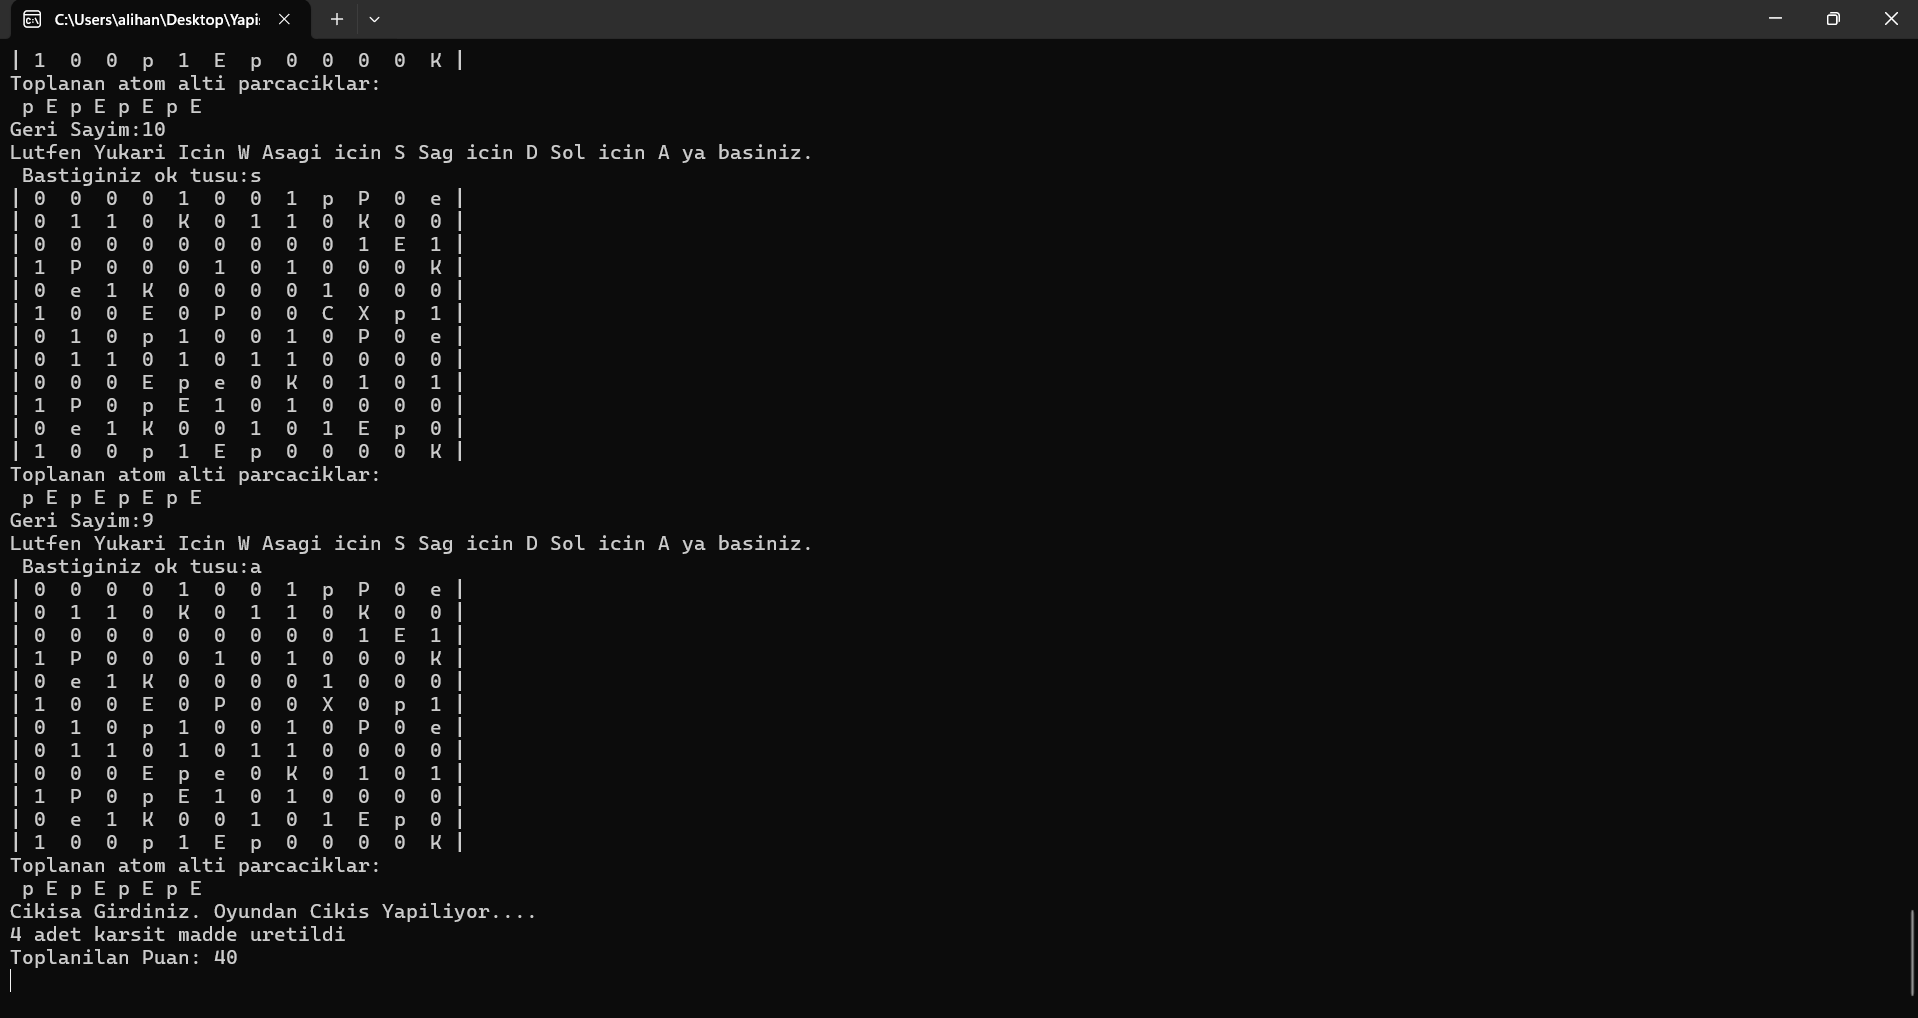 C:\Users\alihan\Desktop\Yapi
| 1  0  0  p  1  E  p  0  0  0  0  K |
Toplanan atom alti parcaciklar:
 p E p E p E p E
Geri Sayim:10
Lutfen Yukari Icin W Asagi icin S Sag icin D Sol icin A ya basiniz.
 Bastiginiz ok tusu:s
| 0  0  0  0  1  0  0  1  p  P  0  e |
| 0  1  1  0  K  0  1  1  0  K  0  0 |
| 0  0  0  0  0  0  0  0  0  1  E  1 |
| 1  P  0  0  0  1  0  1  0  0  0  K |
| 0  e  1  K  0  0  0  0  1  0  0  0 |
| 1  0  0  E  0  P  0  0  C  X  p  1 |
| 0  1  0  p  1  0  0  1  0  P  0  e |
| 0  1  1  0  1  0  1  1  0  0  0  0 |
| 0  0  0  E  p  e  0  K  0  1  0  1 |
| 1  P  0  p  E  1  0  1  0  0  0  0 |
| 0  e  1  K  0  0  1  0  1  E  p  0 |
| 1  0  0  p  1  E  p  0  0  0  0  K |
Toplanan atom alti parcaciklar:
 p E p E p E p E
Geri Sayim:9
Lutfen Yukari Icin W Asagi icin S Sag icin D Sol icin A ya basiniz.
 Bastiginiz ok tusu:a
| 0  0  0  0  1  0  0  1  p  P  0  e |
| 0  1  1  0  K  0  1  1  0  K  0  0 |
| 0  0  0  0  0  0  0  0  0  1  E  1 |
| 1  P  0  0  0  1  0  1  0  0  0  K |
| 0  e  1  K  0  0  0  0  1  0  0  0 |
| 1  0  0  E  0  P  0  0  X  0  p  1 |
| 0  1  0  p  1  0  0  1  0  P  0  e |
| 0  1  1  0  1  0  1  1  0  0  0  0 |
| 0  0  0  E  p  e  0  K  0  1  0  1 |
| 1  P  0  p  E  1  0  1  0  0  0  0 |
| 0  e  1  K  0  0  1  0  1  E  p  0 |
| 1  0  0  p  1  E  p  0  0  0  0  K |
Toplanan atom alti parcaciklar:
 p E p E p E p E
Cikisa Girdiniz. Oyundan Cikis Yapiliyor....
4 adet karsit madde uretildi
Toplanilan Puan: 40